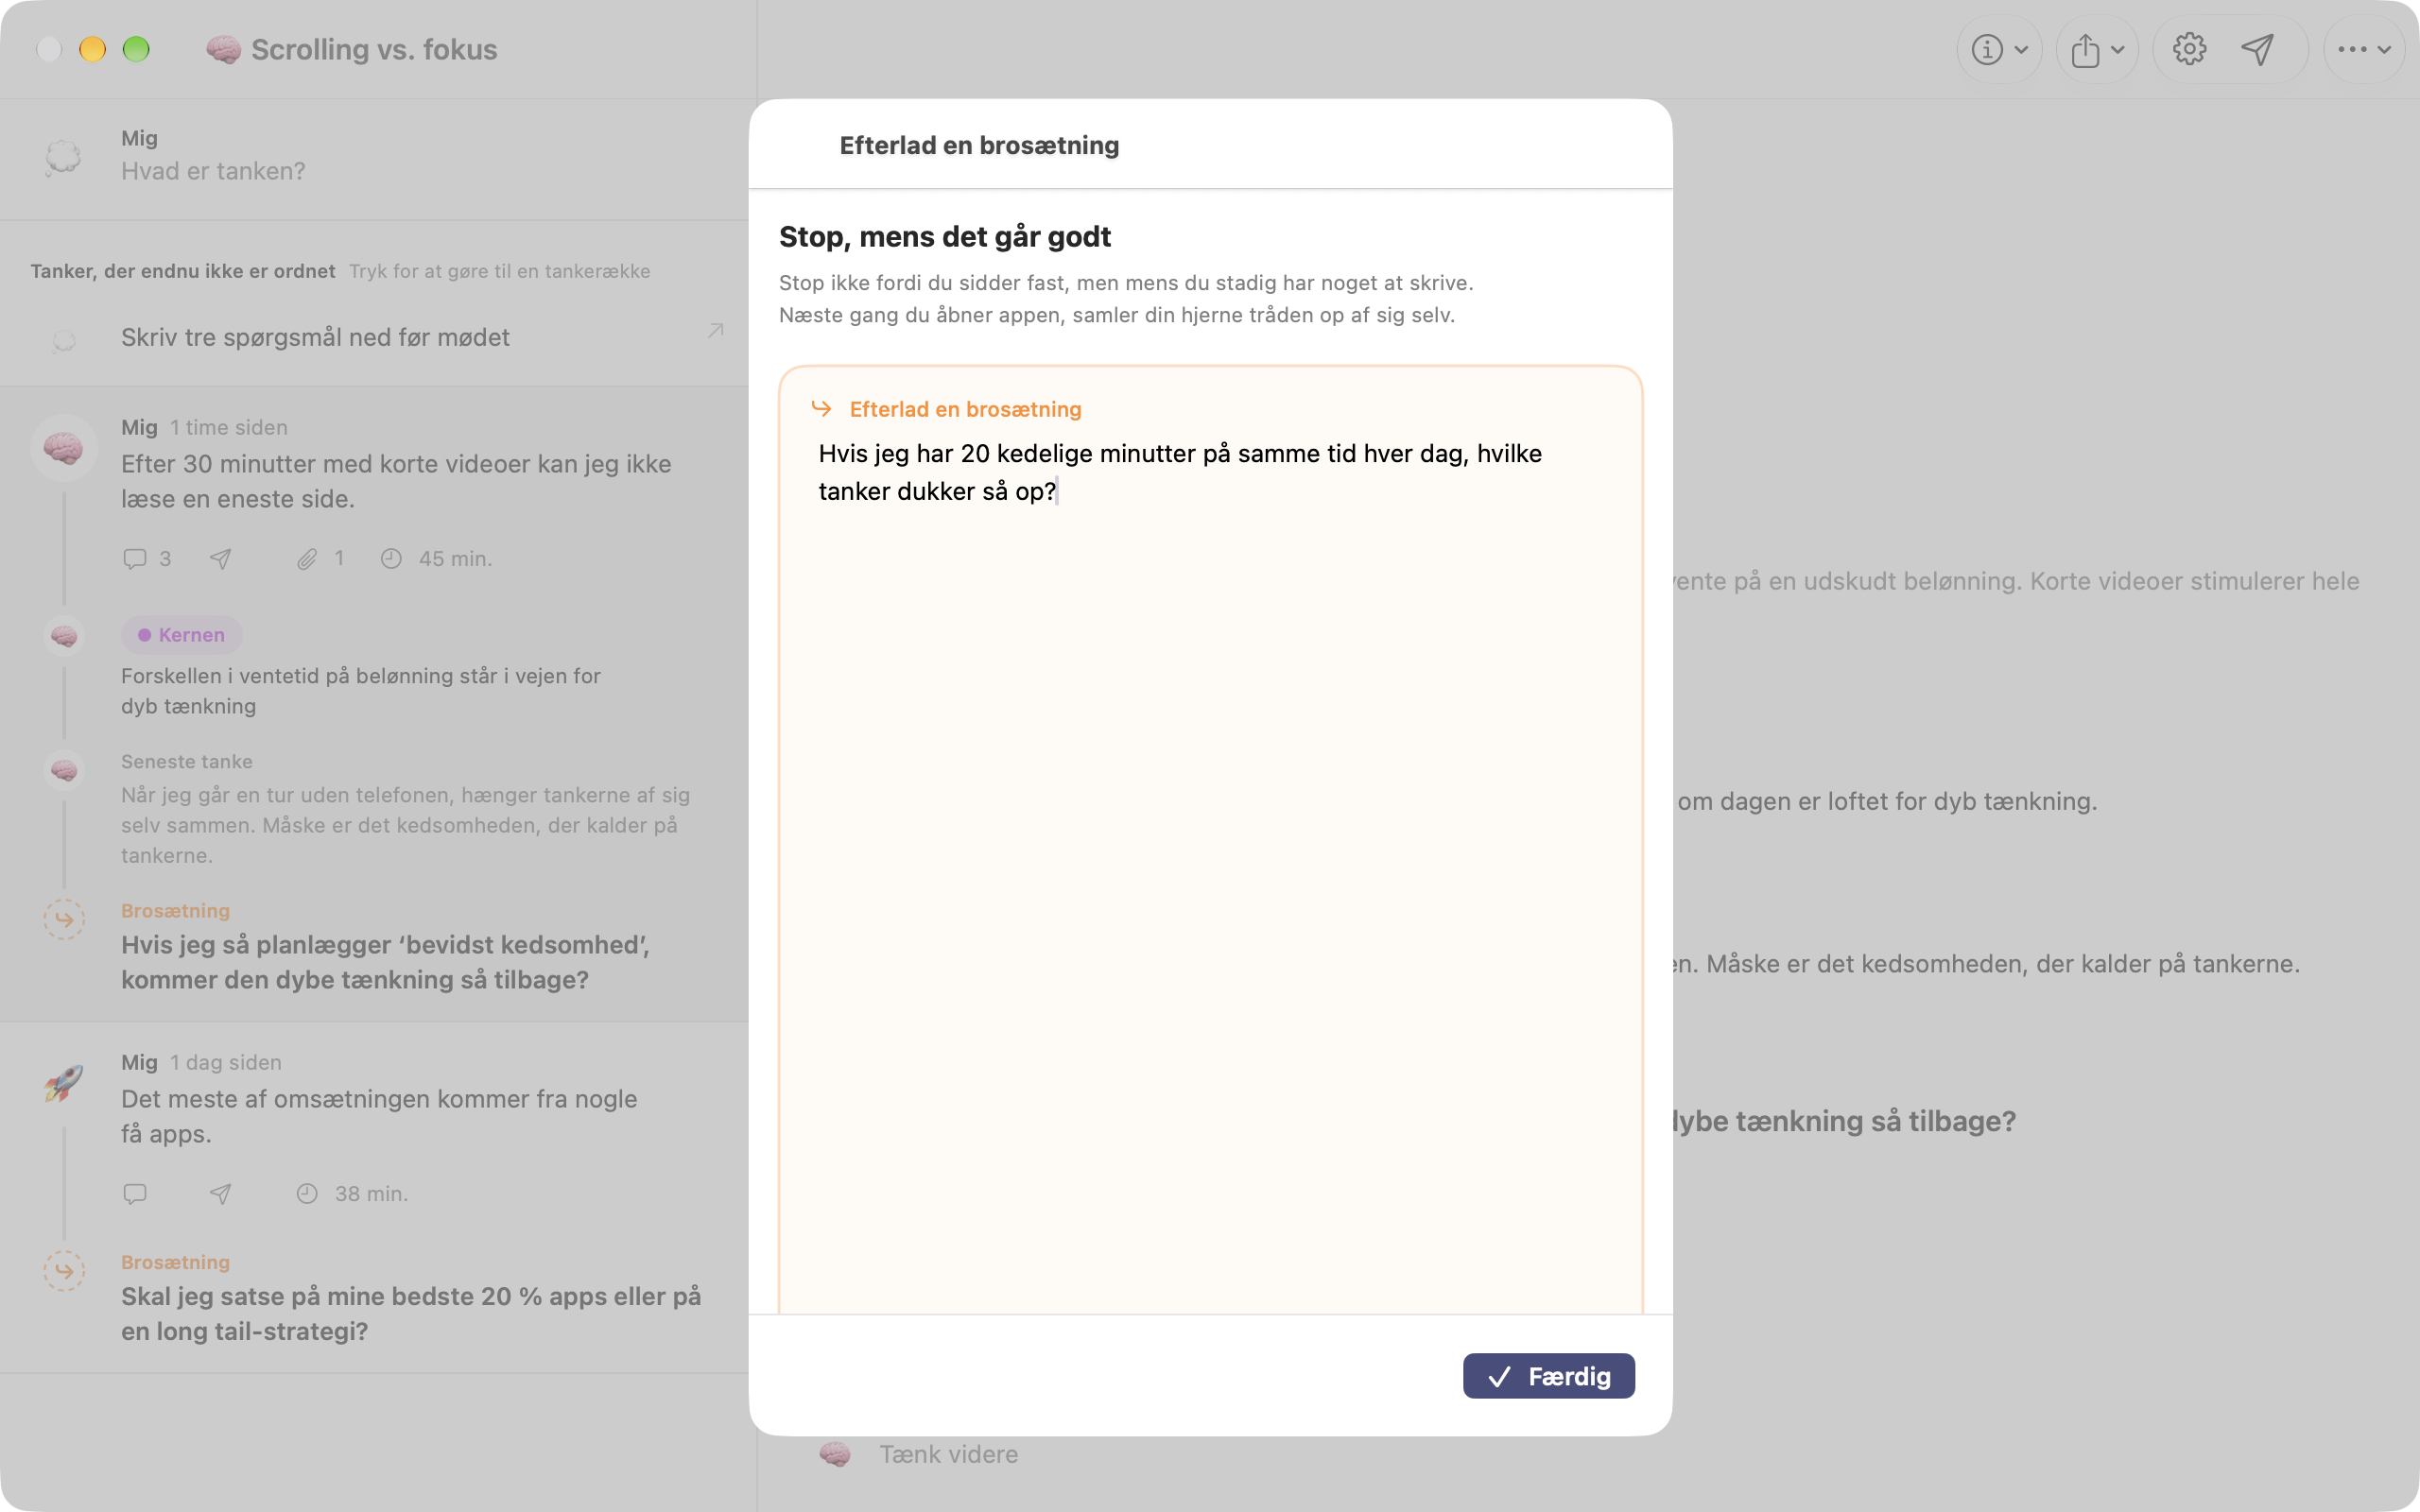 Scrolling vs. fokus
Mig
Hvad er tanken?
Tanker, der endnu ikke er ordnet Tryk for at gøre til en tankerække
Skriv tre spørgsmål ned før mødet
Mig 1 time siden
Efter 30 minutter med korte videoer kan jeg ikke
læse en eneste side.
3 1 45 min.
Kernen
Forskellen i ventetid på belønning står i vejen for
dyb tænkning
Seneste tanke
Når jeg går en tur uden telefonen, hænger tankerne af sig
selv sammen. Måske er det kedsomheden, der kalder på
tankerne.
Brosætning
Hvis jeg så planlægger ‘bevidst kedsomhed’,
kommer den dybe tænkning så tilbage?
Mig 1 dag siden
Det meste af omsætningen kommer fra nogle
få apps.
38 min.
Brosætning
Skal jeg satse på mine bedste 20 % apps eller på
en long tail-strategi?
Efterlad en brosætning
Stop, mens det går godt
Stop ikke fordi du sidder fast, men mens du stadig har noget at skrive.
Næste gang du åbner appen, samler din hjerne tråden op af sig selv.
Efterlad en brosætning
Hvis jeg har 20 kedelige minutter på samme tid hver dag, hvilke
tanker dukker så op?
Færdig
på en udskudt belønning. Korte videoer stimulerer hele
om dagen er loftet for dyb tænkning.
Måske er det kedsomheden, der kalder på tankerne.
tænkning så tilbage?
Tænk videre